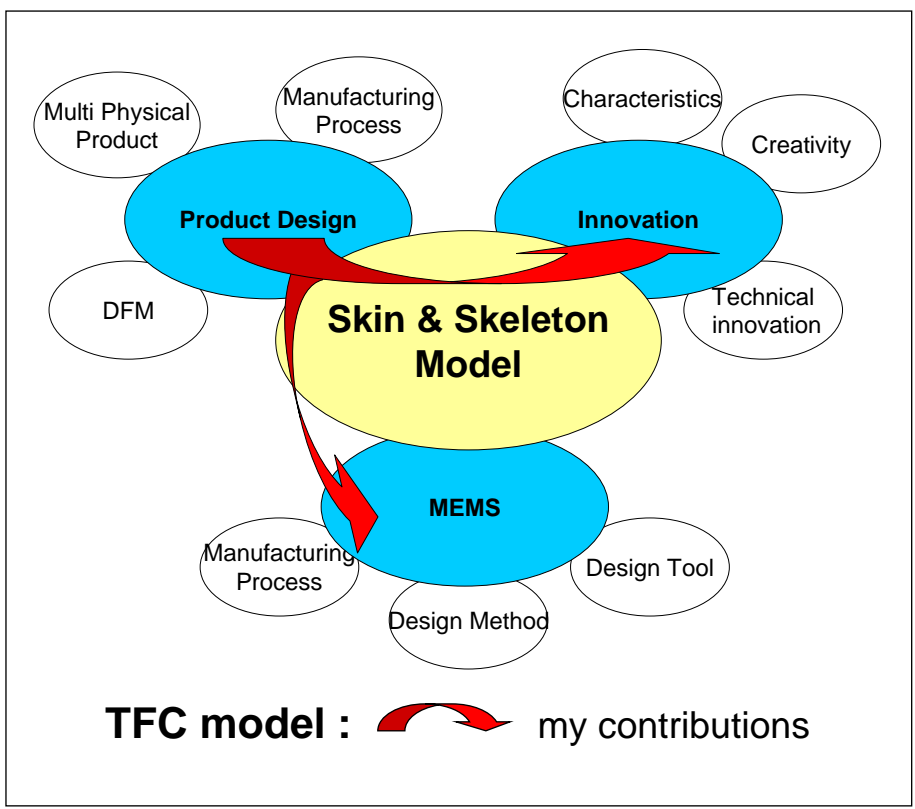 Multi Physical
Product
Manufacturing
Process
Characteristics
Creativity
Product Design
Innovation
DFM
Technical
innovation
Skin & Skeleton
Model
MEMS
Manufacturing
Process
Design Tool
Design Method
TFC model : my contributions